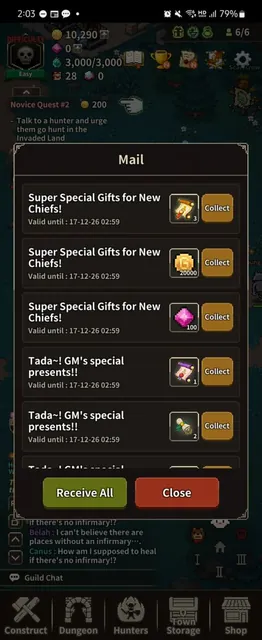 2:03
79%
10,290
6/6
0
3,000/3,000
Easy
28
0
Novice Quest #2
200
- Talk to a hunter and urge
them go hunt in the
Invaded Land
Mail
Super Special Gifts for New
Chiefs!
Valid until : 17-12-26 02:59
3
Collect
Super Special Gifts for New
Chiefs!
Valid until : 17-12-26 02:59
20000
Collect
Super Special Gifts for New
Chiefs!
Valid until : 17-12-26 02:59
100
Collect
Tada~! GM's special
presents!!
Valid until : 17-12-26 02:59
1
Collect
Tada~! GM's special
presents!!
Valid until : 17-12-26 02:59
2
Collect
Tada~! GM's special
Receive All
Close
if there's no infirmary!?
Belah : I can't believe there are
places without an infirmary....
Canus : How am I supposed to heal
if there's no infirmary!?
I
II
III
Guild Chat
Construct
Dungeon
Hunters
Town
Storage
Shop